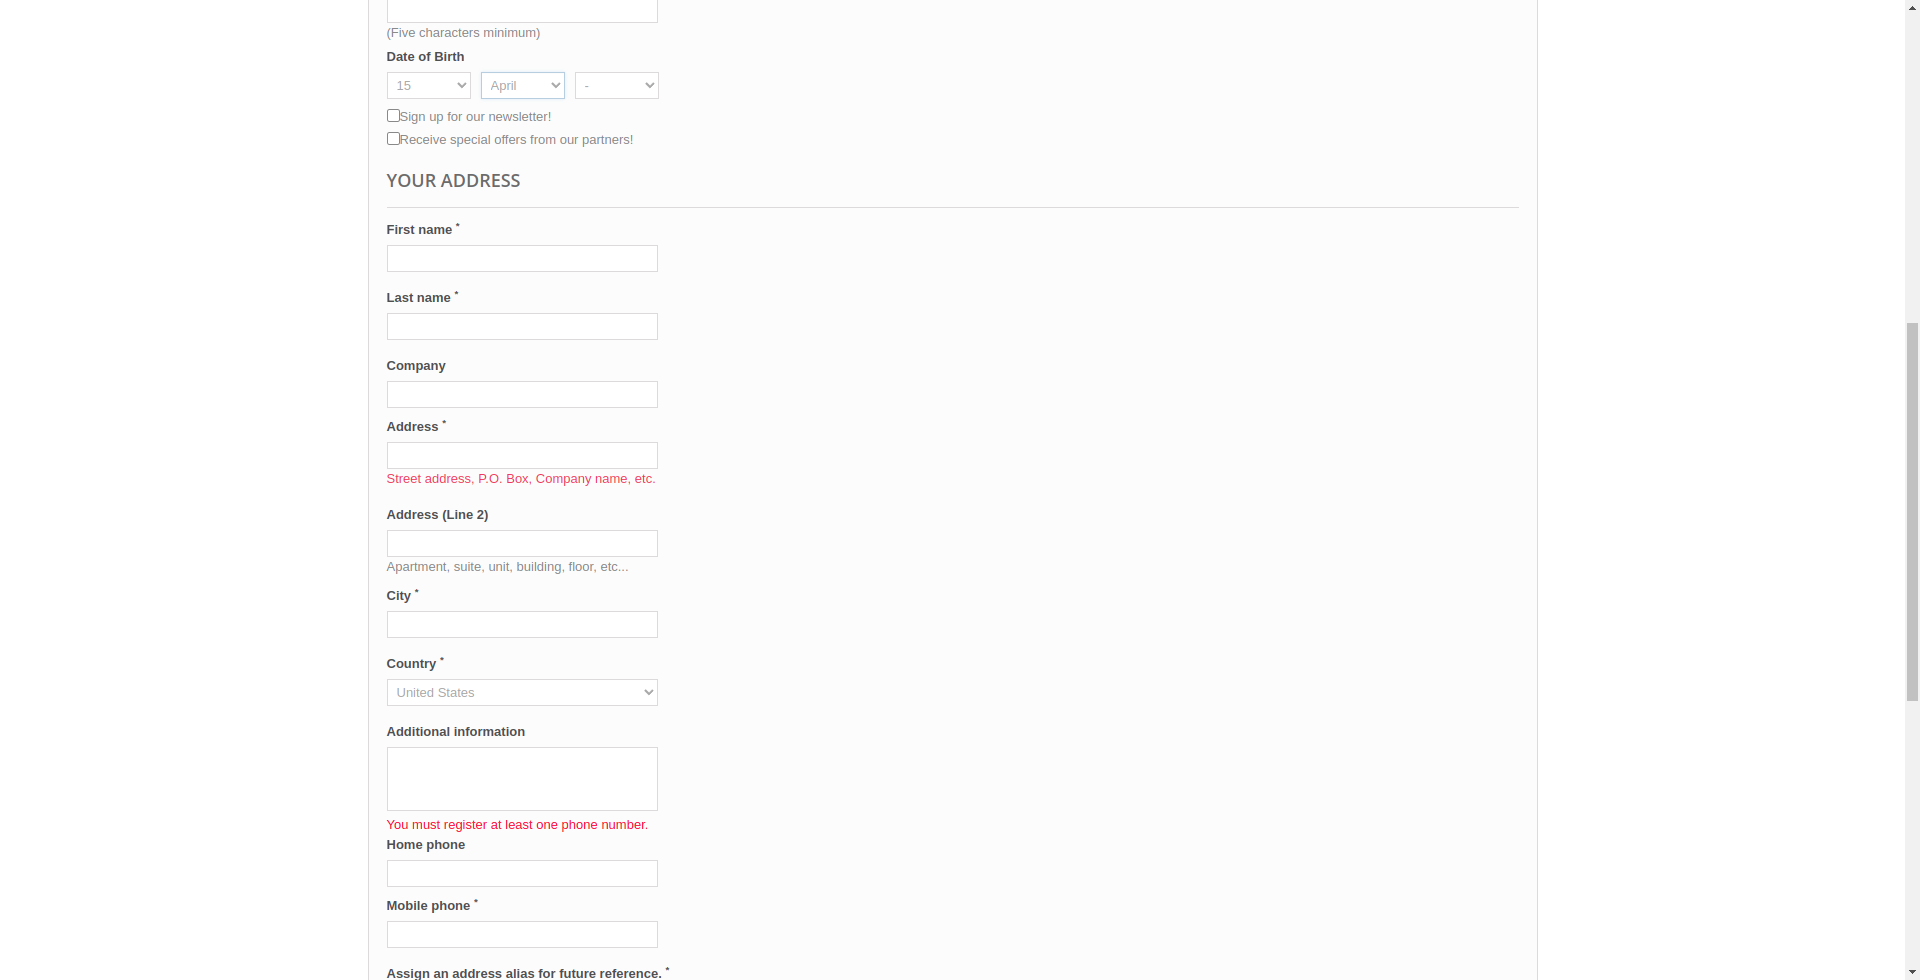 (Five characters minimum)
Date of Birth
15 April -
Sign up for our newsletter!
Receive special offers from our partners!
YOUR ADDRESS
First name *
Last name *
Company
Address *
Street address, P.O. Box, Company name, etc.
Address (Line 2)
Apartment, suite, unit, building, floor, etc...
City *
Country *
United States
Additional information
You must register at least one phone number.
Home phone
Mobile phone *
Assign an address alias for future reference. *